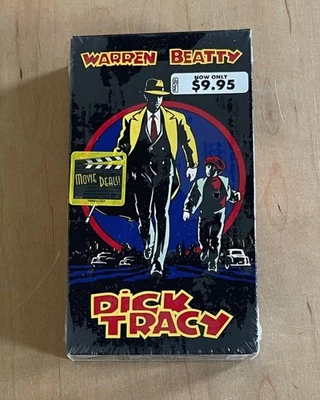 WARREN BEATTY
NOW ONLY
$9.95
MOVIE DEALS!
DICK
TRACY